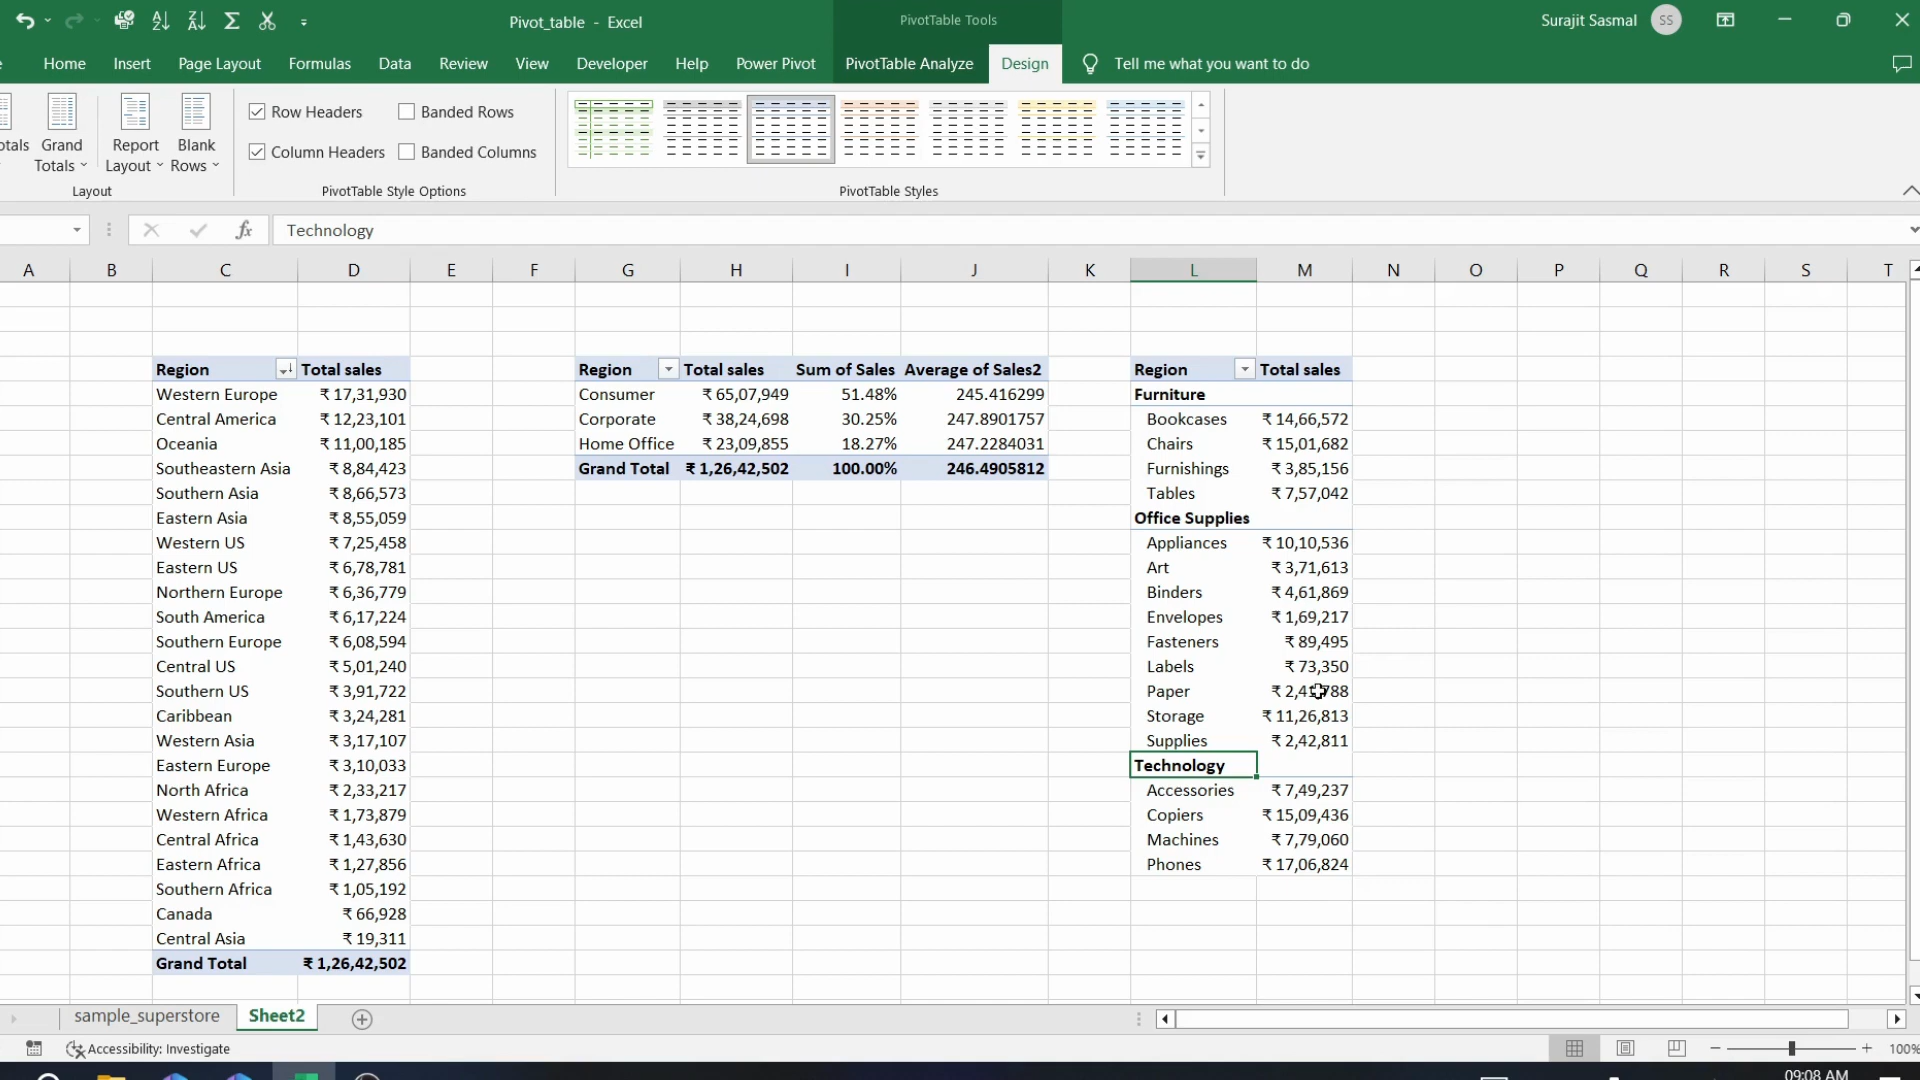 Pivot_table - Excel
PivotTable Tools
Surajit Sasmal SS
Home Insert Page Layout Formulas Data Review View Developer Help Power Pivot PivotTable Analyze Design Tell me what you want to do
otals Grand Totals Report Layout Blank Rows
Row Headers Banded Rows
Column Headers Banded Columns
Layout PivotTable Style Options PivotTable Styles
fx Technology
A B C D E F G H I J K L M N O P Q R S T
Region Total sales
Western Europe ₹ 17,31,930
Central America ₹ 12,23,101
Oceania ₹ 11,00,185
Southeastern Asia ₹ 8,84,423
Southern Asia ₹ 8,66,573
Eastern Asia ₹ 8,55,059
Western US ₹ 7,25,458
Eastern US ₹ 6,78,781
Northern Europe ₹ 6,36,779
South America ₹ 6,17,224
Southern Europe ₹ 6,08,594
Central US ₹ 5,01,240
Southern US ₹ 3,91,722
Caribbean ₹ 3,24,281
Western Asia ₹ 3,17,107
Eastern Europe ₹ 3,10,033
North Africa ₹ 2,33,217
Western Africa ₹ 1,73,879
Central Africa ₹ 1,43,630
Eastern Africa ₹ 1,27,856
Southern Africa ₹ 1,05,192
Canada ₹ 66,928
Central Asia ₹ 19,311
Grand Total ₹ 1,26,42,502
Region Total sales Sum of Sales Average of Sales2
Consumer ₹ 65,07,949 51.48% 245.416299
Corporate ₹ 38,24,698 30.25% 247.8901757
Home Office ₹ 23,09,855 18.27% 247.2284031
Grand Total ₹ 1,26,42,502 100.00% 246.4905812
Region Total sales
Furniture
Bookcases ₹ 14,66,572
Chairs ₹ 15,01,682
Furnishings ₹ 3,85,156
Tables ₹ 7,57,042
Office Supplies
Appliances ₹ 10,10,536
Art ₹ 3,71,613
Binders ₹ 4,61,869
Envelopes ₹ 1,69,217
Fasteners ₹ 89,495
Labels ₹ 73,350
Paper
Storage ₹ 11,26,813
Supplies ₹ 2,42,811
Technology
Accessories ₹ 7,49,237
Copiers ₹ 15,09,436
Machines ₹ 7,79,060
Phones ₹ 17,06,824
sample_superstore Sheet2
Accessibility: Investigate
100%
09:08 AM